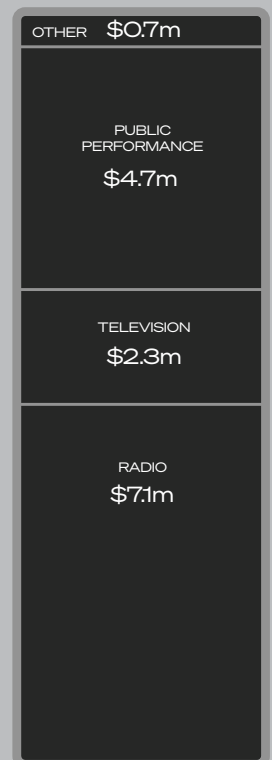 OTHER $0.7m
PUBLIC
PERFORMANCE
$4.7m
TELEVISION
$2.3m
RADIO
$7.1m